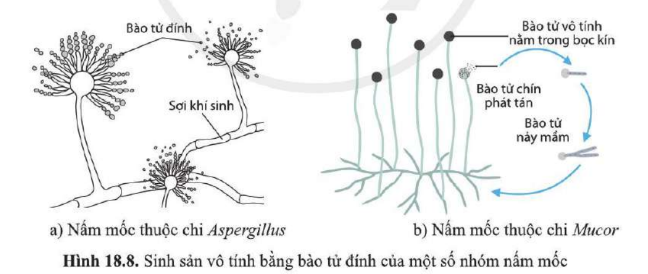 Bào tử đính
Sợi khí sinh
a) Nấm mốc thuộc chi Aspergillus
Bào tử vô tính
nằm trong bọc kín
Bào tử chín
phát tán
Bào tử
nảy mầm
b) Nấm mốc thuộc chi Mucor
Hình 18.8. Sinh sản vô tính bằng bào tử đính của một số nhóm nấm mốc